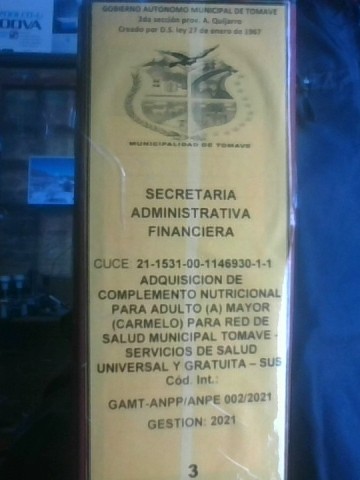 GOBIERNO AUTONOMO MUNICIPAL DE TOMAVE
2da sección prov. A. Quijarro
Creado por D.S. ley 27 de enero de 1967
MUNICIPALIDAD DE TOMAVE
SECRETARIA
ADMINISTRATIVA
FINANCIERA
CUCE: 21-1531-00-1146930-1-1
ADQUISICION DE
COMPLEMENTO NUTRICIONAL
PARA ADULTO (A) MAYOR
(CARMELO) PARA RED DE
SALUD MUNICIPAL TOMAVE -
SERVICIOS DE SALUD
UNIVERSAL Y GRATUITA – SUS
Cód. Int.:
GAMT-ANPP/ANPE 002/2021
GESTION: 2021
3